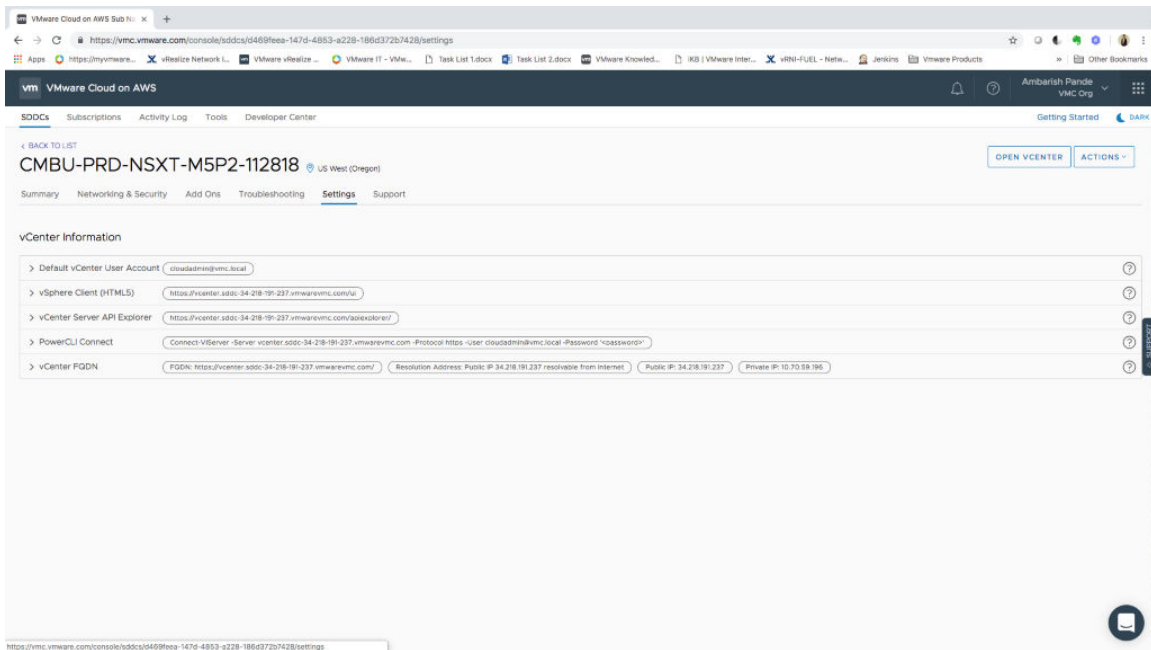 VMware Cloud on AWS Sub No
https://vmc.vmware.com/console/sddcs/d469feea-147d-4853-a228-186d372b7428/settings
Apps https://myvmware... vRealize Network I... VMware vRealize ... VMware IT - VMw... Task List 1.docx Task List 2.docx VMware Knowled... IKB | VMware Inter... vRNI-FUEL - Netw... Jenkins Vmware Products » Other Bookmarks
vm VMware Cloud on AWS Ambarish Pande
VMC Org
SDDCs Subscriptions Activity Log Tools Developer Center Getting Started DARK
< BACK TO LIST
CMBU-PRD-NSXT-M5P2-112818 US West (Oregon) OPEN VCENTER ACTIONS
Summary Networking & Security Add Ons Troubleshooting Settings Support
vCenter Information
> Default vCenter User Account cloudadmin@vmc.local
> vSphere Client (HTML5) https://vcenter.sddc-34-218-191-237.vmwarevmc.com/ui
> vCenter Server API Explorer https://vcenter.sddc-34-218-191-237.vmwarevmc.com/apiexplorer/
> PowerCLI Connect Connect-VIServer -Server vcenter.sddc-34-218-191-237.vmwarevmc.com -Protocol https -User cloudadmin@vmc.local -Password '<password>'
> vCenter FQDN FQDN: https://vcenter.sddc-34-218-191-237.vmwarevmc.com/ Resolution Address: Public IP 34.218.191.237 resolvable from Internet Public IP: 34.218.191.237 Private IP: 10.70.59.196
SUPPORT
https://vmc.vmware.com/console/sddcs/d469feea-147d-4853-a228-186d372b7428/settings